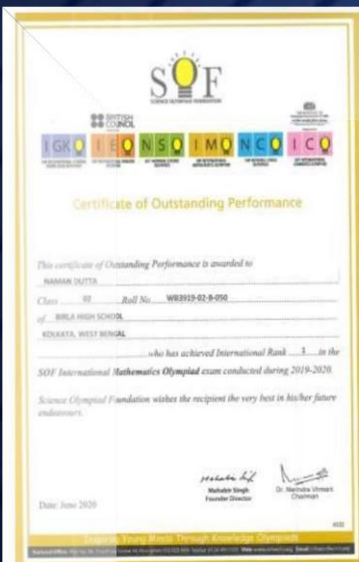 SOF
SCIENCE OLYMPIAD FOUNDATION
BRITISH
COUNCIL
IGKO IEO NSO IMO NCO ICO
Certificate of Outstanding Performance
This certificate of Outstanding Performance is awarded to
NAMAN DUTTA
Class 02 Roll No WB3919-02-B-050
of BIRLA HIGH SCHOOL
KOLKATA, WEST BENGAL
who has achieved International Rank 1 in the
SOF International Mathematics Olympiad exam conducted during 2019-2020.
Science Olympiad Foundation wishes the recipient the very best in his/her future
endeavours.
Mahabir Singh
Founder Director
Chairman
Date: June 2020
Inspiring Young Minds Through Knowledge Olympiads